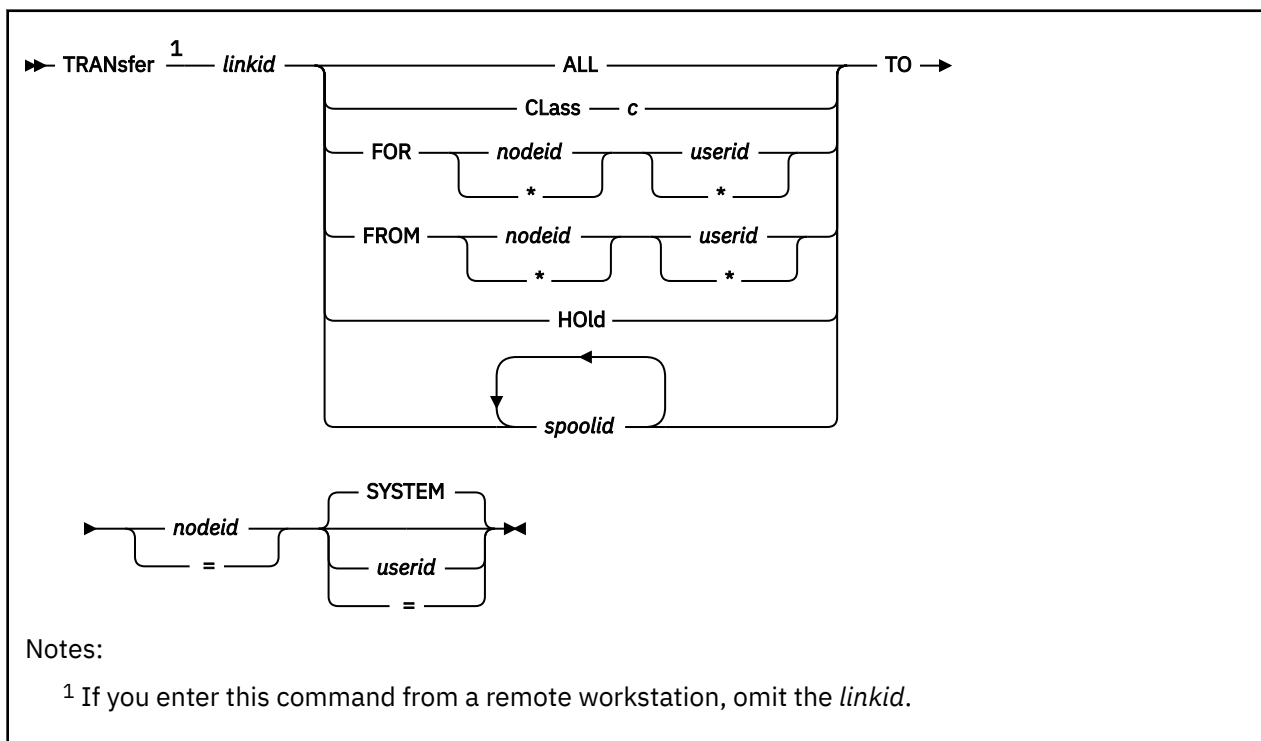 TRANsfer 1 linkid ALL TO
CLass c
FOR nodeid userid
* *
FROM nodeid userid
* *
HOld
spoolid
SYSTEM
nodeid
userid
=
=
Notes:
1 If you enter this command from a remote workstation, omit the linkid.